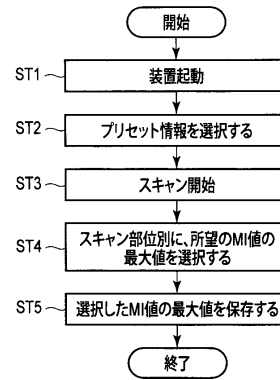 開始
ST1
装置起動
ST2
プリセット情報を選択する
ST3
スキャン開始
ST4
スキャン部位別に、所望のMI値の
最大値を選択する
ST5
選択したMI値の最大値を保存する
終了